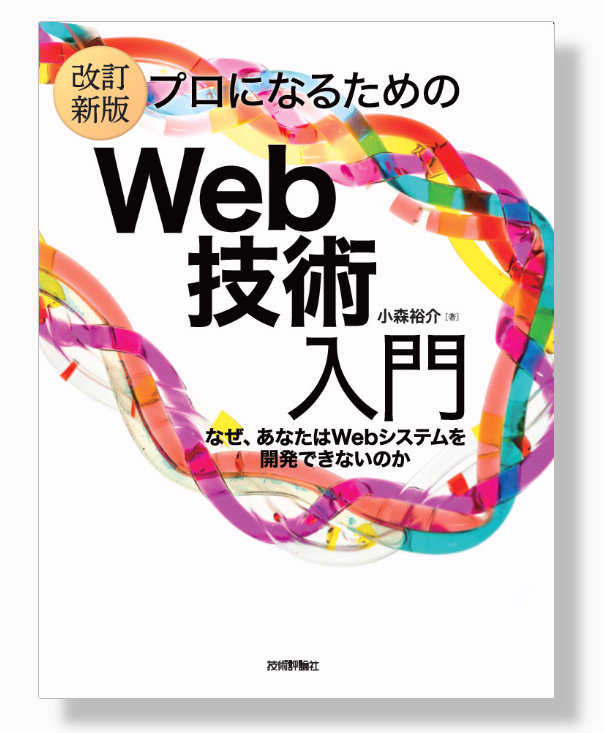 改訂
新版
プロになるための
Web
技術
小森裕介［著］
入門
なぜ、あなたはWebシステムを
開発できないのか
技術評論社